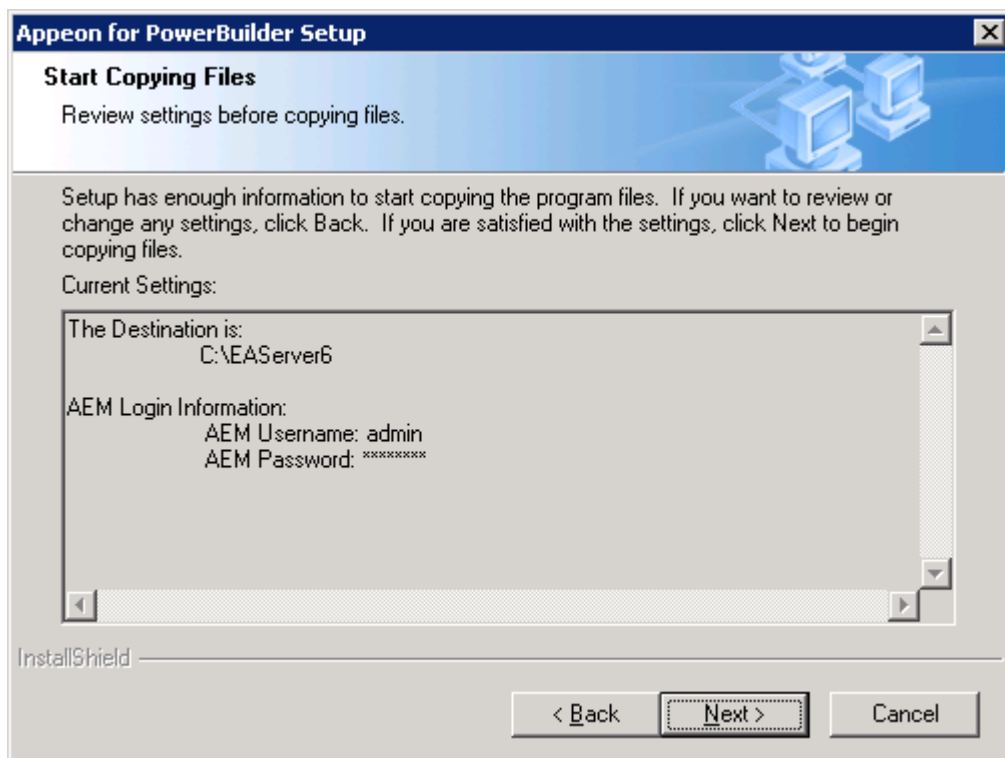 Appeon for PowerBuilder Setup
Start Copying Files
Review settings before copying files.
Setup has enough information to start copying the program files.  If you want to review or
change any settings, click Back.  If you are satisfied with the settings, click Next to begin
copying files.
Current Settings:
The Destination is:
C:\EAServer6
AEM Login Information:
AEM Username: admin
AEM Password: ********
InstallShield
< Back
Next >
Cancel